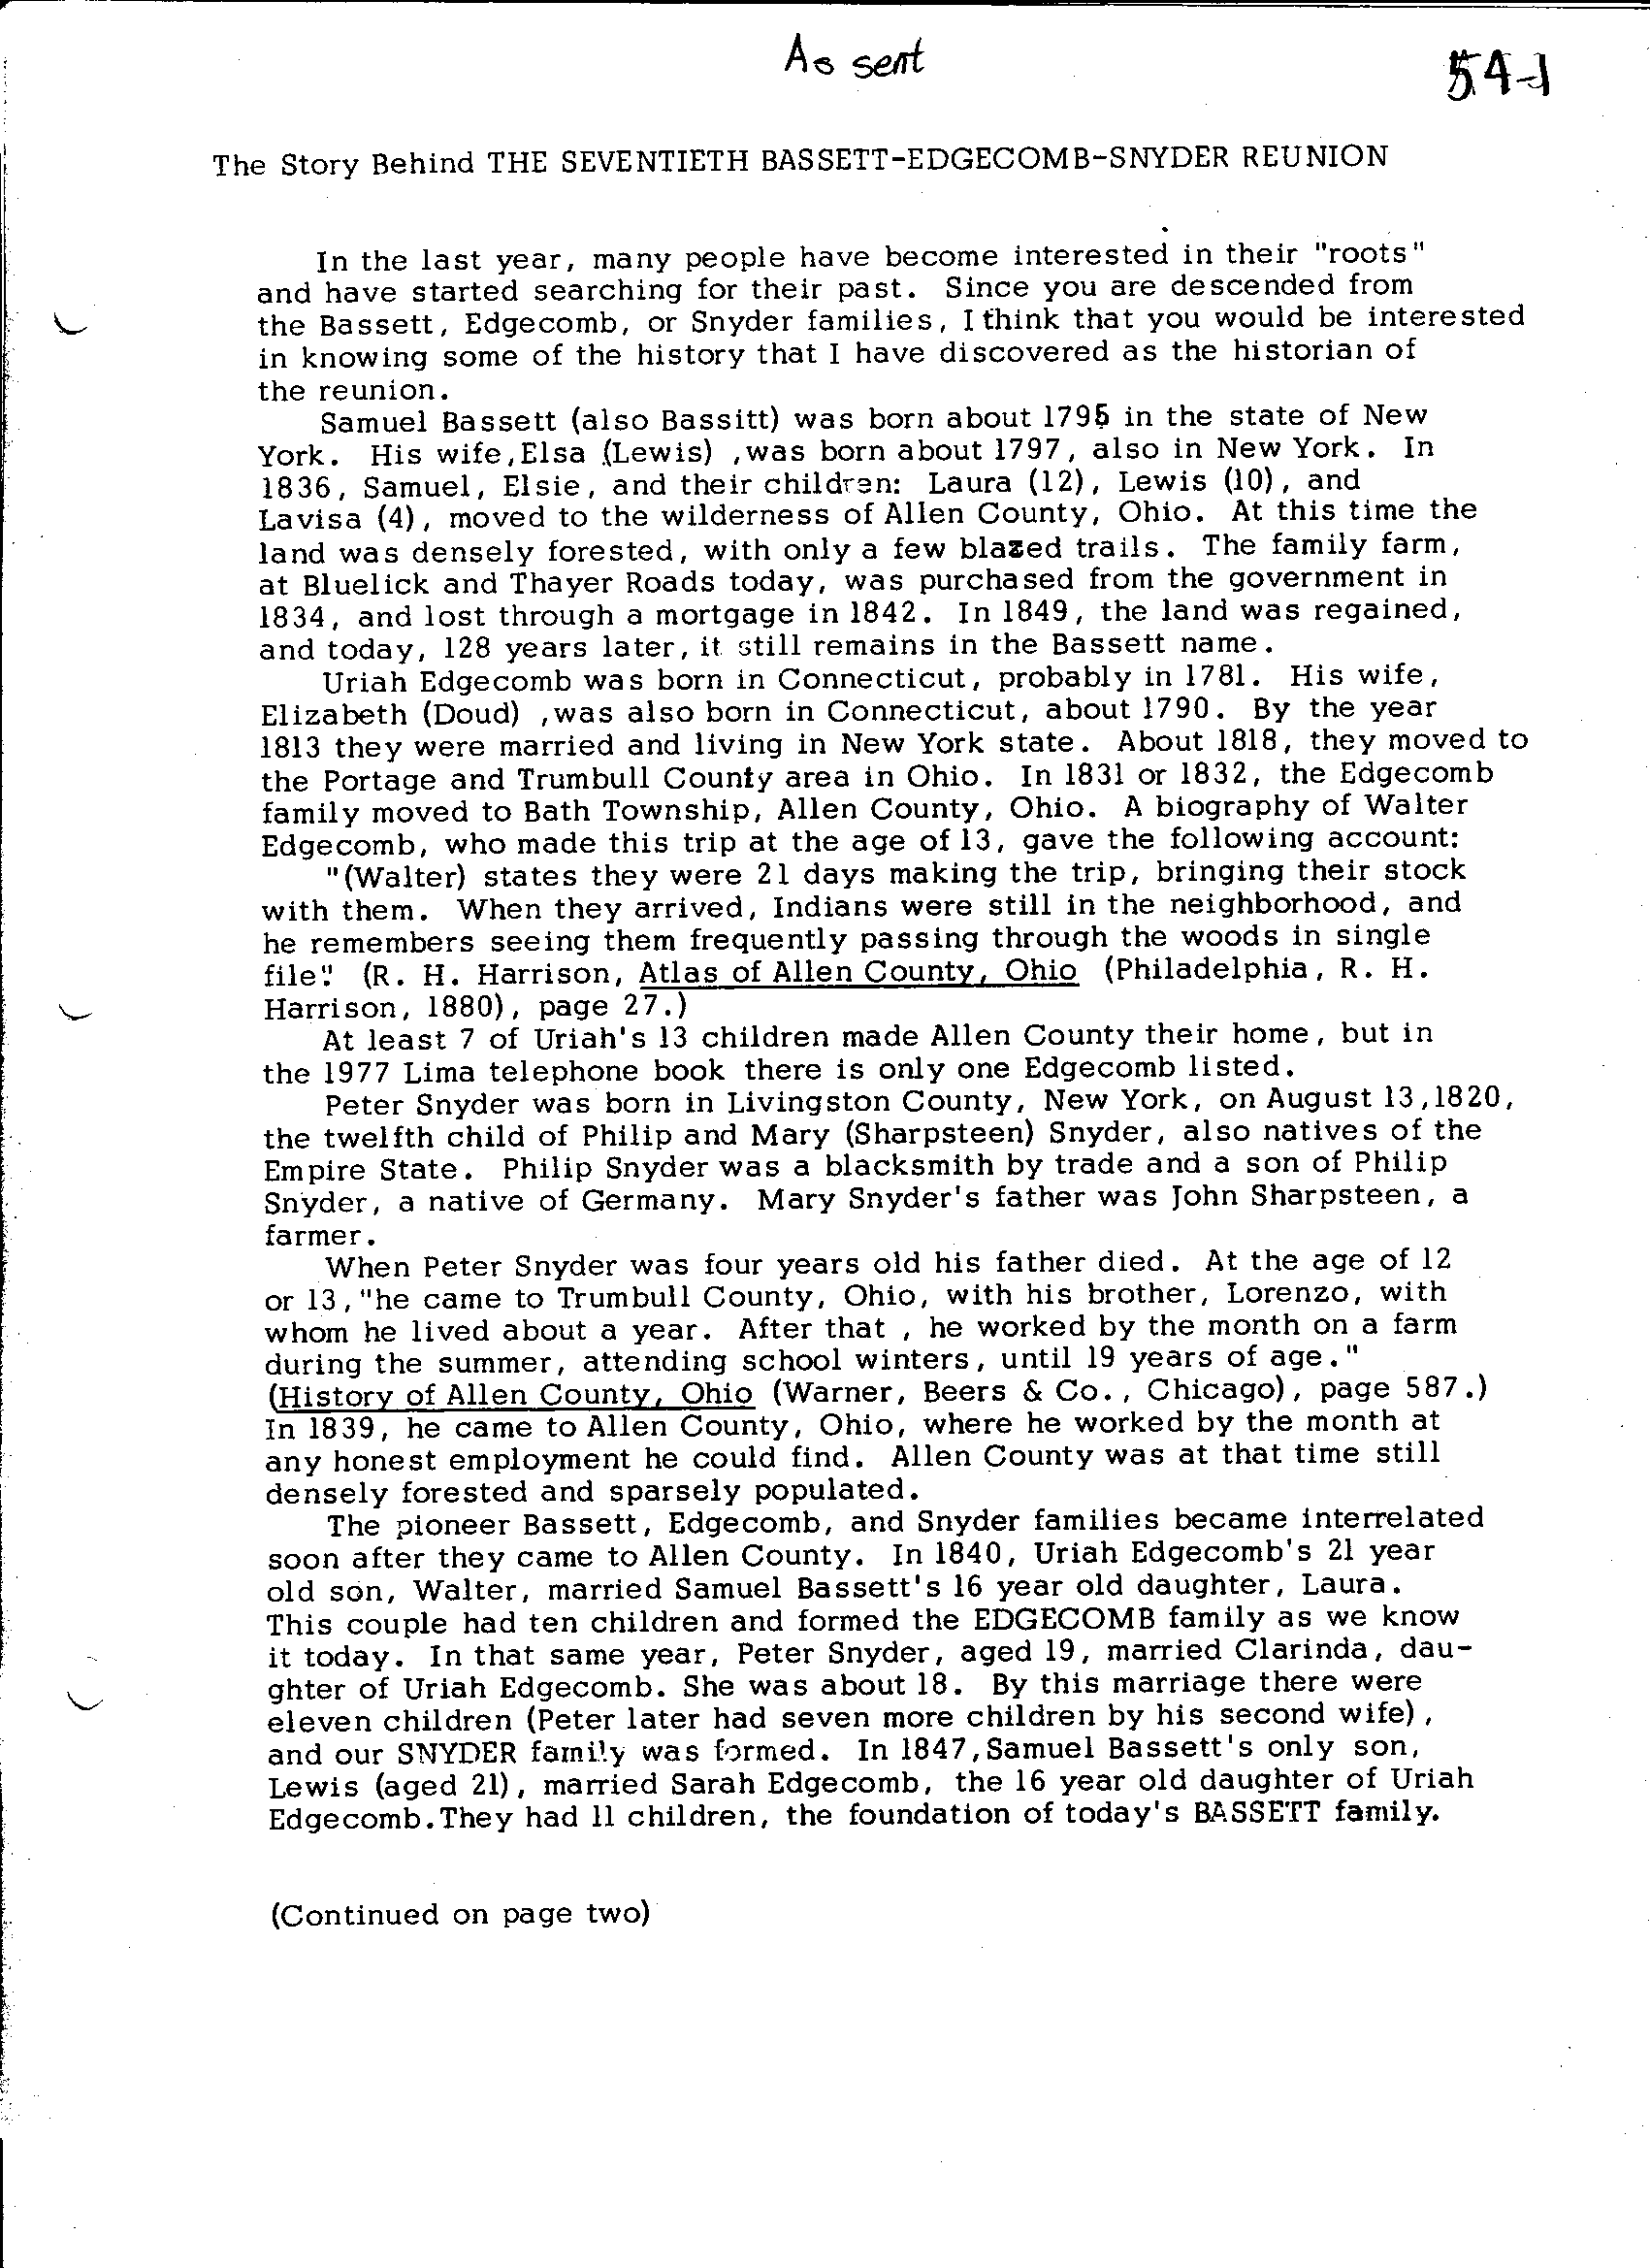 As sent
54-1
The Story Behind THE SEVENTIETH BASSETT-EDGECOMB-SNYDER REUNION
In the last year, many people have become interested in their "roots"
and have started searching for their past. Since you are descended from
the Bassett, Edgecomb, or Snyder families, I think that you would be interested
in knowing some of the history that I have discovered as the historian of
the reunion.
Samuel Bassett (also Bassitt) was born about 1795 in the state of New
York. His wife,Elsa (Lewis) ,was born about 1797, also in New York. In
1836, Samuel, Elsie, and their children: Laura (12), Lewis (10), and
Lavisa (4), moved to the wilderness of Allen County, Ohio. At this time the
land was densely forested, with only a few blazed trails. The family farm,
at Bluelick and Thayer Roads today, was purchased from the government in
1834, and lost through a mortgage in 1842. In 1849, the land was regained,
and today, 128 years later, it still remains in the Bassett name.
Uriah Edgecomb was born in Connecticut, probably in 1781. His wife,
Elizabeth (Doud) ,was also born in Connecticut, about 1790. By the year
1813 they were married and living in New York state. About 1818, they moved to
the Portage and Trumbull County area in Ohio. In 1831 or 1832, the Edgecomb
family moved to Bath Township, Allen County, Ohio. A biography of Walter
Edgecomb, who made this trip at the age of 13, gave the following account:
"(Walter) states they were 21 days making the trip, bringing their stock
with them. When they arrived, Indians were still in the neighborhood, and
he remembers seeing them frequently passing through the woods in single
file". (R. H. Harrison, Atlas of Allen County, Ohio (Philadelphia, R. H.
Harrison, 1880), page 27.)
At least 7 of Uriah's 13 children made Allen County their home, but in
the 1977 Lima telephone book there is only one Edgecomb listed.
Peter Snyder was born in Livingston County, New York, on August 13,1820,
the twelfth child of Philip and Mary (Sharpsteen) Snyder, also natives of the
Empire State. Philip Snyder was a blacksmith by trade and a son of Philip
Snyder, a native of Germany. Mary Snyder's father was John Sharpsteen, a
farmer.
When Peter Snyder was four years old his father died. At the age of 12
or 13,"he came to Trumbull County, Ohio, with his brother, Lorenzo, with
whom he lived about a year. After that , he worked by the month on a farm
during the summer, attending school winters, until 19 years of age."
(History of Allen County, Ohio (Warner, Beers & Co., Chicago), page 587.)
In 1839, he came to Allen County, Ohio, where he worked by the month at
any honest employment he could find. Allen County was at that time still
densely forested and sparsely populated.
The pioneer Bassett, Edgecomb, and Snyder families became interrelated
soon after they came to Allen County. In 1840, Uriah Edgecomb's 21 year
old son, Walter, married Samuel Bassett's 16 year old daughter, Laura.
This couple had ten children and formed the EDGECOMB family as we know
it today. In that same year, Peter Snyder, aged 19, married Clarinda, dau-
ghter of Uriah Edgecomb. She was about 18. By this marriage there were
eleven children (Peter later had seven more children by his second wife),
and our SNYDER family was formed. In 1847,Samuel Bassett's only son,
Lewis (aged 21), married Sarah Edgecomb, the 16 year old daughter of Uriah
Edgecomb.They had 11 children, the foundation of today's BASSETT family.
(Continued on page two)